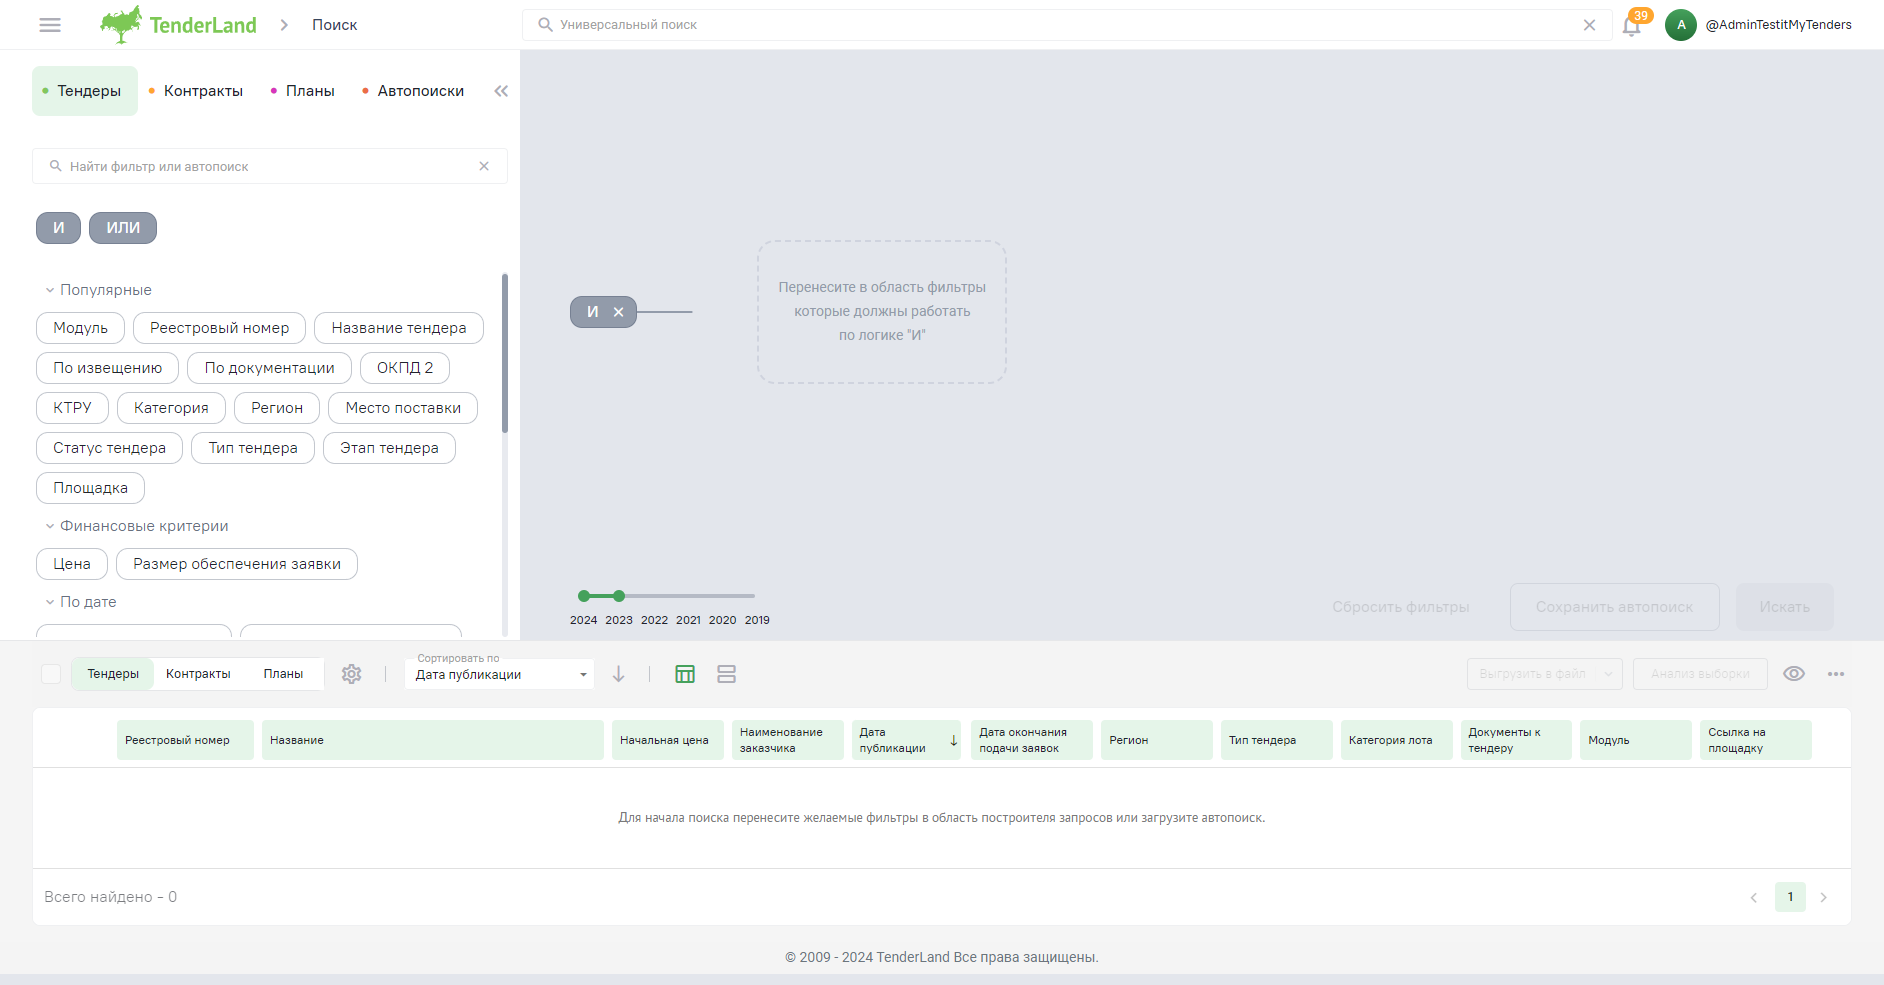 TenderLand
Поиск
Универсальный поиск
39
A
@AdminTestitMyTenders
Тендеры
Контракты
Планы
Автопоиски
Найти фильтр или автопоиск
И
ИЛИ
Популярные
Модуль
Реестровый номер
Название тендера
По извещению
По документации
ОКПД 2
КТРУ
Категория
Регион
Место поставки
Статус тендера
Тип тендера
Этап тендера
Площадка
Финансовые критерии
Цена
Размер обеспечения заявки
По дате
И
Перенесите в область фильтры
которые должны работать
по логике "И"
2024 2023 2022 2021 2020 2019
Сбросить фильтры
Сохранить автопоиск
Искать
Тендеры
Контракты
Планы
Сортировать по
Дата публикации
Выгрузить в файл
Анализ выборки
Реестровый номер
Название
Начальная цена
Наименование
заказчика
Дата
публикации
Дата окончания
подачи заявок
Регион
Тип тендера
Категория лота
Документы к
тендеру
Модуль
Ссылка на
площадку
Для начала поиска перенесите желаемые фильтры в область построителя запросов или загрузите автопоиск.
Всего найдено - 0
1
© 2009 - 2024 TenderLand Все права защищены.